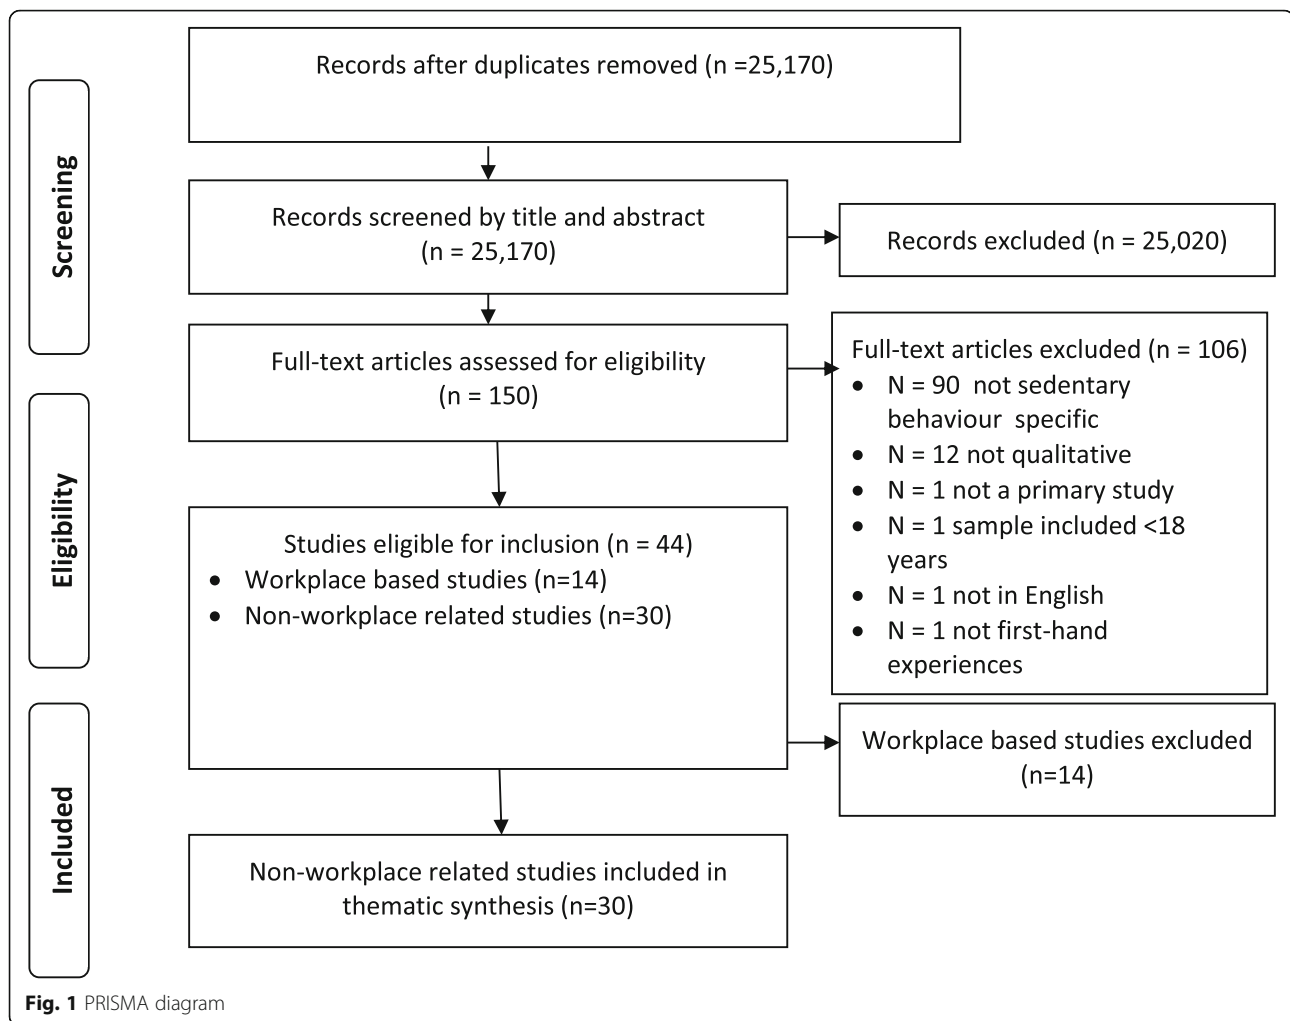 Screening
Records after duplicates removed (n =25,170)
Records screened by title and abstract
(n = 25,170)
Records excluded (n = 25,020)
Full-text articles assessed for eligibility
(n = 150)
Full-text articles excluded (n = 106)
● N = 90 not sedentary
behaviour specific
● N = 12 not qualitative
● N = 1 not a primary study
● N = 1 sample included <18
years
● N = 1 not in English
● N = 1 not first-hand
experiences
Eligibility
Studies eligible for inclusion (n = 44)
● Workplace based studies (n=14)
● Non-workplace related studies (n=30)
Workplace based studies excluded
(n=14)
Included
Non-workplace related studies included in
thematic synthesis (n=30)
Fig. 1 PRISMA diagram